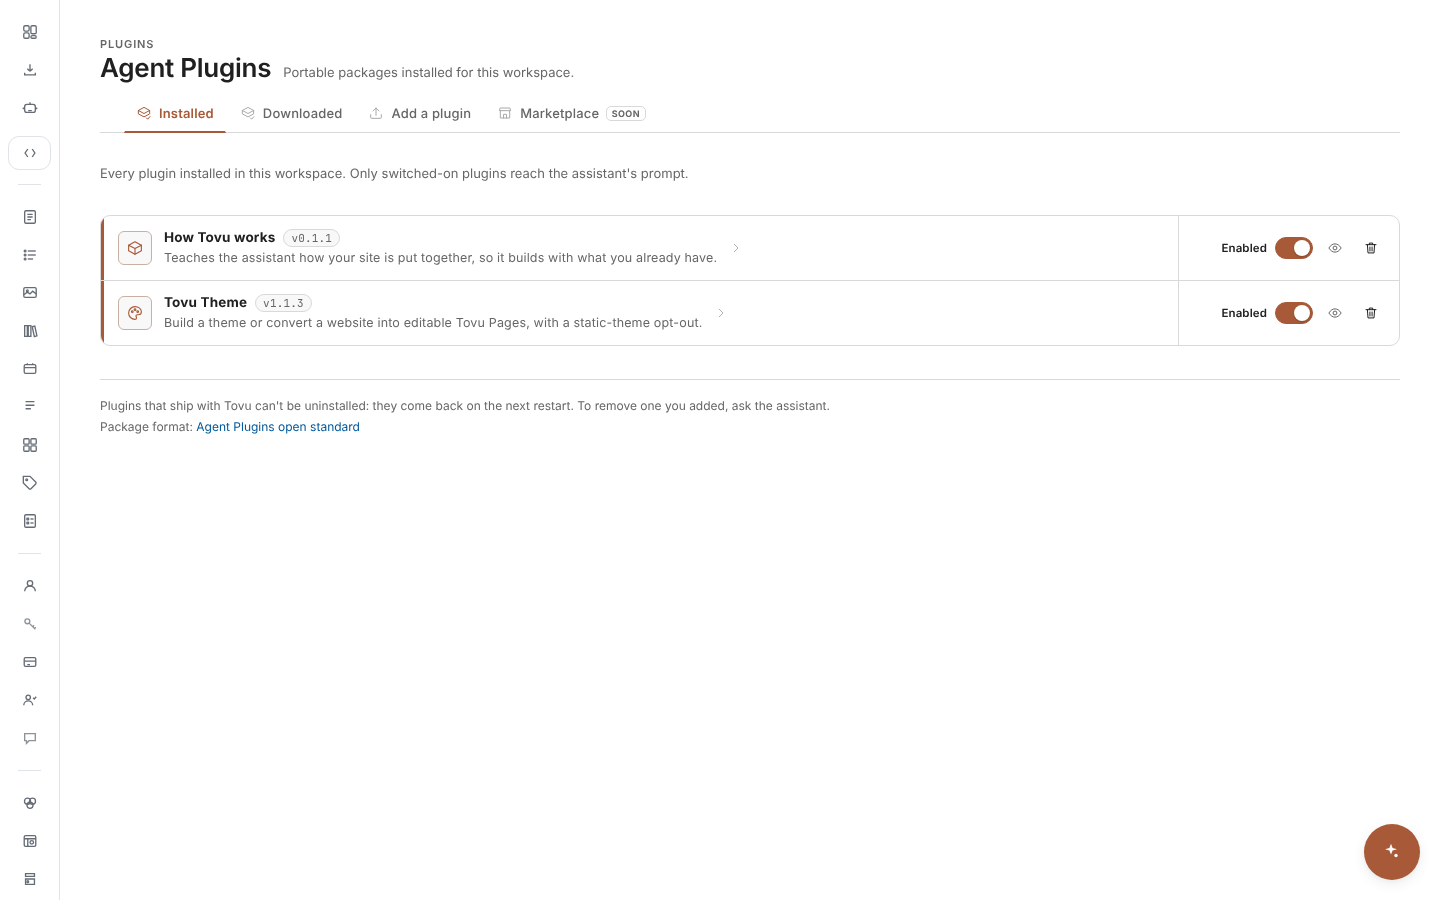 PLUGINS
Agent Plugins Portable packages installed for this workspace.
Installed Downloaded Add a plugin Marketplace SOON
Every plugin installed in this workspace. Only switched-on plugins reach the assistant's prompt.
How Tovu works v0.1.1
Teaches the assistant how your site is put together, so it builds with what you already have.
Enabled
Tovu Theme v1.1.3
Build a theme or convert a website into editable Tovu Pages, with a static-theme opt-out.
Enabled
Plugins that ship with Tovu can't be uninstalled: they come back on the next restart. To remove one you added, ask the assistant.
Package format: Agent Plugins open standard